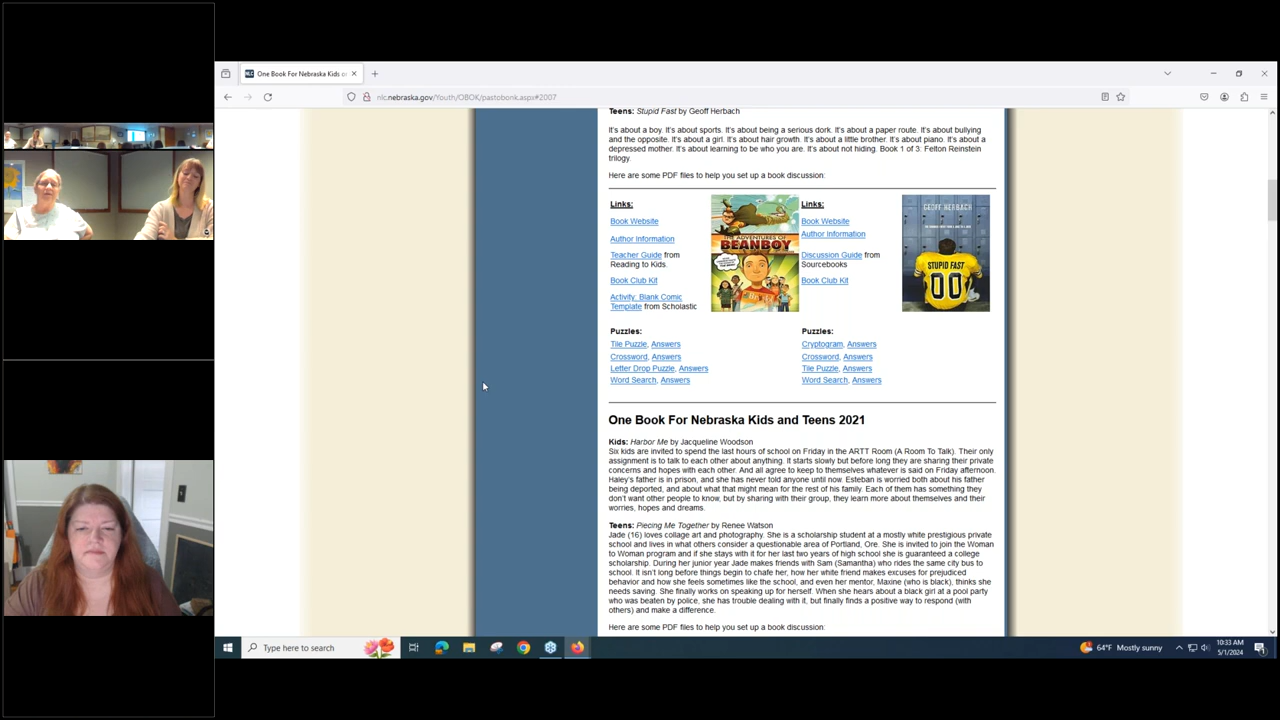 One Book For Nebraska Kids o
nlc.nebraska.gov/Youth/OBOK/pastobonk.aspx#2007
Teens: Stupid Fast by Geoff Herbach
It's about a boy. It's about sports. It's about being a serious dork. It's about a paper route. It's about bullying
and the opposite. It's about a girl. It's about hair growth. It's about a little brother. It's about piano. It's about a
depressed mother. It's about learning to be who you are. It's about not hiding. Book 1 of 3: Felton Reinstein
trilogy.
Here are some PDF files to help you set up a book discussion:
Links:
Book Website
Author Information
Teacher Guide from
Reading to Kids.
Book Club Kit
Activity: Blank Comic
Template from Scholastic
THE ADVENTURES OF
BEANBOY
Links:
Book Website
Author Information
Discussion Guide from
Sourcebooks
Book Club Kit
GEOFF HERBACH
STUPID FAST
00
Puzzles:
Tile Puzzle, Answers
Crossword, Answers
Letter Drop Puzzle, Answers
Word Search, Answers
Puzzles:
Cryptogram, Answers
Crossword, Answers
Tile Puzzle, Answers
Word Search, Answers
One Book For Nebraska Kids and Teens 2021
Kids: Harbor Me by Jacqueline Woodson
Six kids are invited to spend the last hours of school on Friday in the ARTT Room (A Room To Talk). Their only
assignment is to talk to each other about anything. It starts slowly but before long they are sharing their private
concerns and hopes with each other. And all agree to keep to themselves whatever is said on Friday afternoon.
Haley's father is in prison, and she has never told anyone until now. Esteban is worried both about his father
being deported, and about what that might mean for the rest of his family. Each of them has something they
don't want other people to know, but by sharing with their group, they learn more about themselves and their
worries, hopes and dreams.
Teens: Piecing Me Together by Renee Watson
Jade (16) loves collage art and photography. She is a scholarship student at a mostly white prestigious private
school and lives in what others consider a questionable area of Portland, Ore. She is invited to join the Woman
to Woman program and if she stays with it for her last two years of high school she is guaranteed a college
scholarship. During her junior year Jade makes friends with Sam (Samantha) who rides the same city bus to
school. It isn't long before things begin to chafe her, how her white friend makes excuses for prejudiced
behavior and how she feels sometimes like the school, and even her mentor, Maxine (who is black), thinks she
needs saving. She finally works on speaking up for herself. When she hears about a black girl at a pool party
who was beaten by police, she has trouble dealing with it, but finally finds a positive way to respond (with
others) and make a difference.
Here are some PDF files to help you set up a book discussion:
Type here to search
64°F Mostly sunny
10:33 AM
5/1/2024